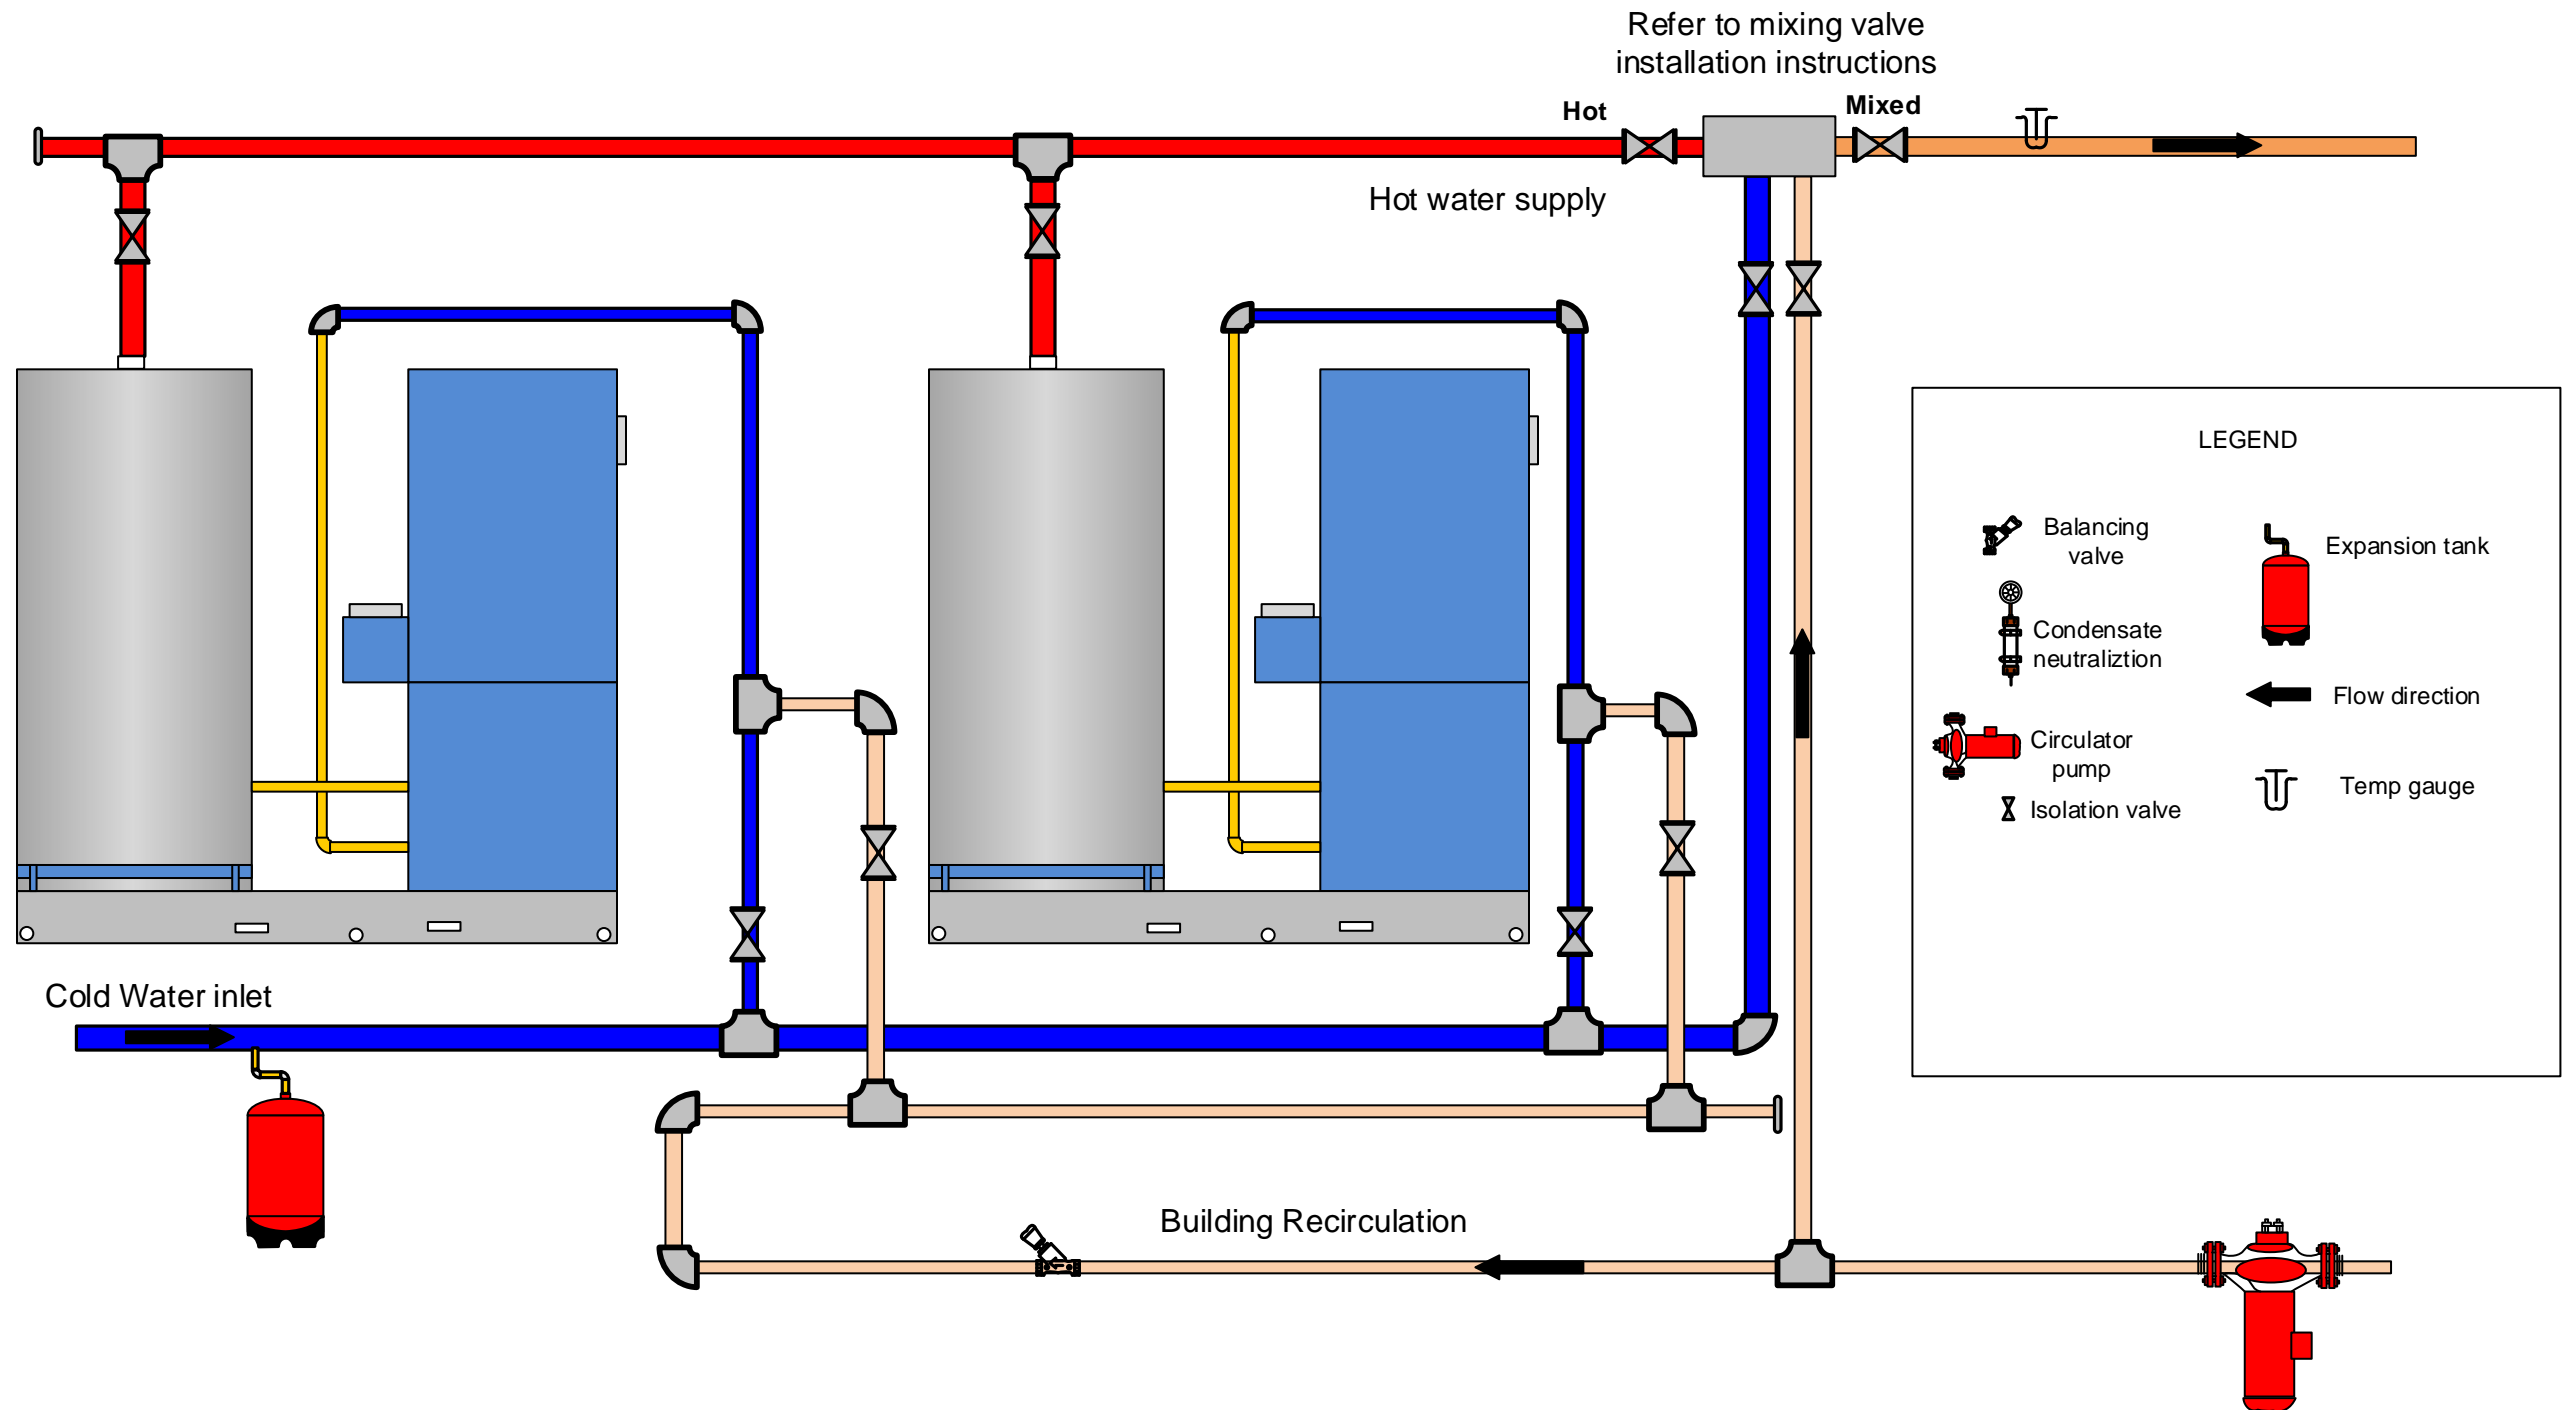 Refer to mixing valve
installation instructions
Hot
Mixed
Hot water supply
LEGEND
Balancing
valve
Expansion tank
Condensate
neutraliztion
Flow direction
Circulator
pump
Temp gauge
Isolation valve
Cold Water inlet
Building Recirculation